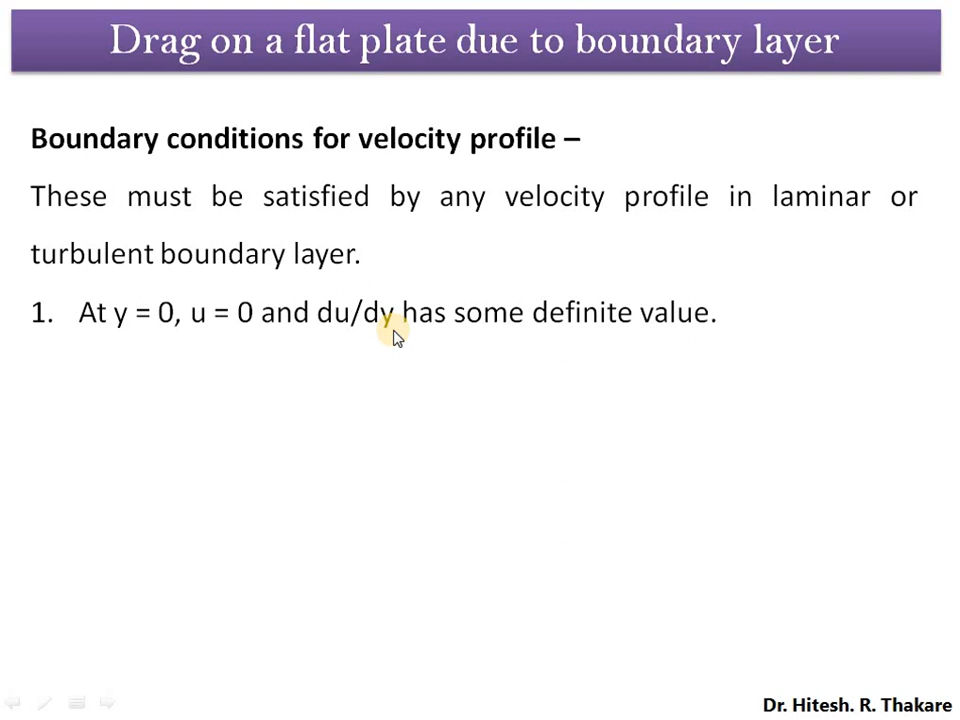 Drag on a flat plate due to boundary layer
Boundary conditions for velocity profile –
These must be satisfied by any velocity profile in laminar or
turbulent boundary layer.
1. At y = 0, u = 0 and du/dy has some definite value.
Dr. Hitesh. R. Thakare